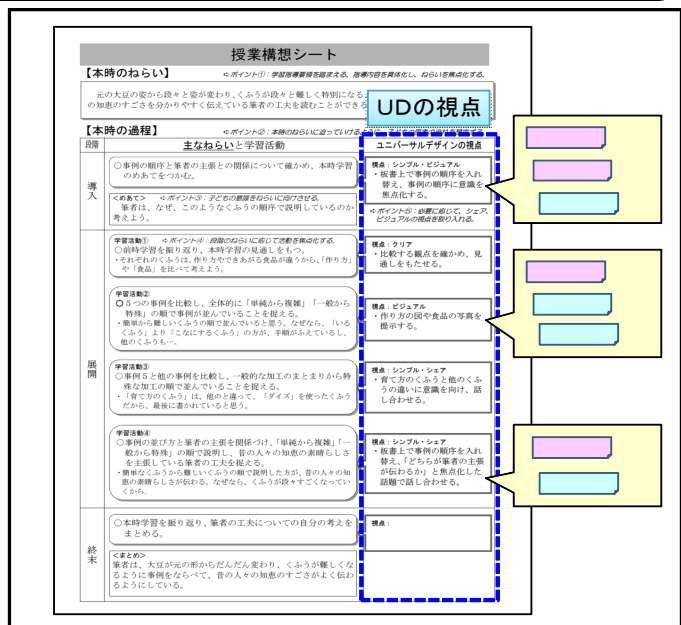 授業構想シート
【本時のねらい】
⇨ポイント①：学習指導要領を踏まえる、指導内容を具体化し、ねらいを焦点化する。
元の大豆の姿から段々と姿が変わり、くふうが段々と難しく特別になる
の知恵のすごさを分かりやすく伝えている筆者の工夫を読むことができる
UDの視点
【本時の過程】
⇨ポイント②：本時のねらいに迫っていける
段階
主なねらいと学習活動
ユニバーサルデザインの視点
導入
○事例の順序と筆者の主張との関係について確かめ、本時学習
のめあてをつかむ。
<めあて> ⇨ポイント③：子どもの意識をねらいに向けさせる。
筆者は、なぜ、このようなくふうの順序で説明しているのか
考えよう。
視点：シンプル・ビジュアル
・板書上で事例の順序を入れ
替え、事例の順序に意識を
焦点化する。
⇨ポイント⑤：必要に応じて、シェア、
ビジュアルの視点を取り入れる。
展開
学習活動① ⇨ポイント④：段階のねらいに応じて活動を焦点化する。
○前時学習を振り返り、本時学習の見通しをもつ。
・それぞれのくふうは、作り方やできあがる食品が違うから、「作り方」
や「食品」を比べて考えよう。
視点：クリア
・比較する観点を確かめ、見
通しをもたせる。
学習活動②
○５つの事例を比較し、全体的に「単純から複雑」「一般から
特殊」の順で事例が並んでいることを捉える。
・簡単から難しいくふうの順で並んでいると思う。なぜなら、「いる
くふう」より「こなにするくふう」の方が、手順がふえているし、
他のくふうも…。
視点：ビジュアル
・作り方の図や食品の写真を
提示する。
学習活動③
○事例５と他の事例を比較し、一般的な加工のまとまりから特
殊な加工の順で並んでいることを捉える。
・「育て方のくふう」は、他のと違って、「ダイズ」を使ったくふう
だから、最後に書かれていると思う。
視点：シンプル・シェア
・育て方のくふうと他のくふ
うの違いに意識を向け、話
し合わせる。
学習活動④
○事例の並び方と筆者の主張を関係づけ、「単純から複雑」「一
般から特殊」の順で説明し、昔の人々の知恵の素晴らしさ
を主張している筆者の工夫を捉える。
・簡単なくふうから難しいくふうの順で説明した方が、昔の人々の知
恵の素晴らしさが伝わる。なぜなら、くふうが段々すごくなってい
くから。
視点：シンプル・シェア
・板書上で事例の順序を入れ
替え、「どちらが筆者の主張
が伝わるか」と焦点化した
話題で話し合わせる。
終末
○本時学習を振り返り、筆者の工夫についての自分の考えを
まとめる。
視点：
<まとめ>
筆者は、大豆が元の形からだんだん変わり、くふうが難しくな
るように事例をならべて、昔の人々の知恵のすごさがよく伝わ
るようにしている。